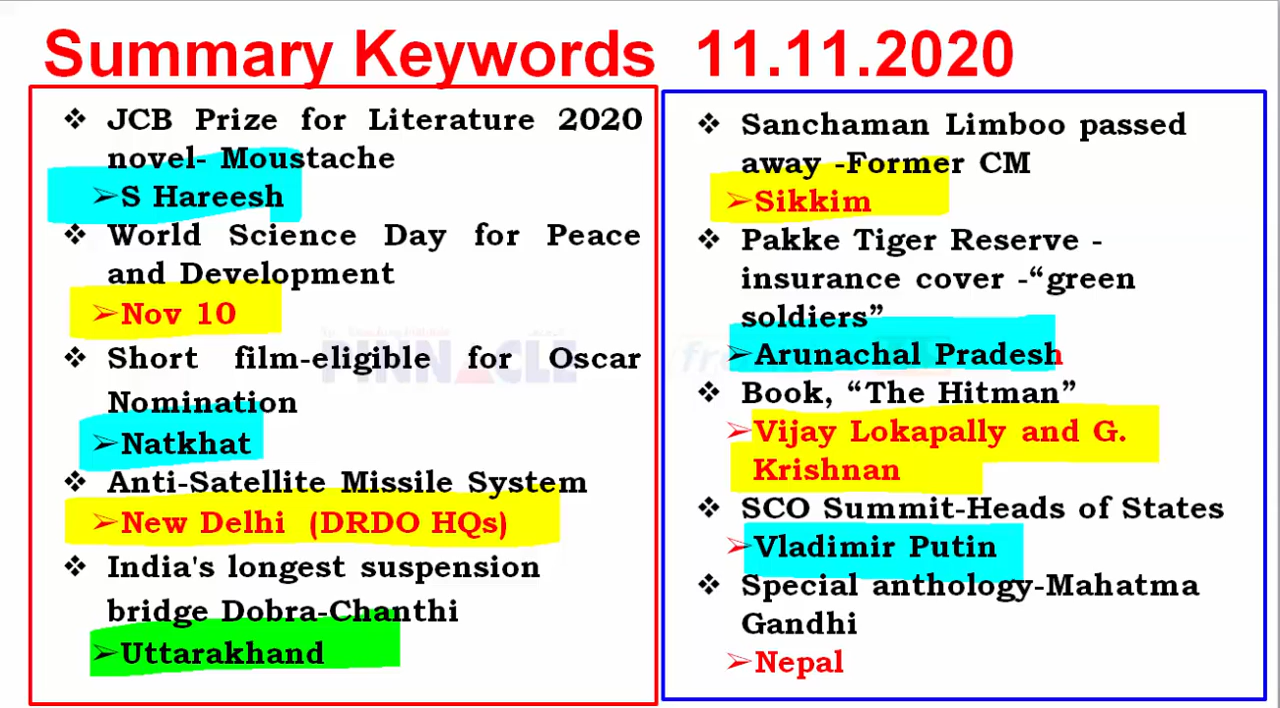 Summary Keywords 11.11.2020
❖ JCB Prize for Literature 2020
novel- Moustache
➢S Hareesh
❖ World Science Day for Peace
and Development
➢Nov 10
❖ Short film-eligible for Oscar
Nomination
➢Natkhat
❖ Anti-Satellite Missile System
➢New Delhi (DRDO HQs)
❖ India's longest suspension
bridge Dobra-Chanthi
➢Uttarakhand
❖ Sanchaman Limboo passed
away -Former CM
➢Sikkim
❖ Pakke Tiger Reserve -
insurance cover -“green
soldiers”
➢Arunachal Pradesh
❖ Book, “The Hitman”
➢Vijay Lokapally and G.
Krishnan
❖ SCO Summit-Heads of States
➢Vladimir Putin
❖ Special anthology-Mahatma
Gandhi
➢Nepal
PINNACLE